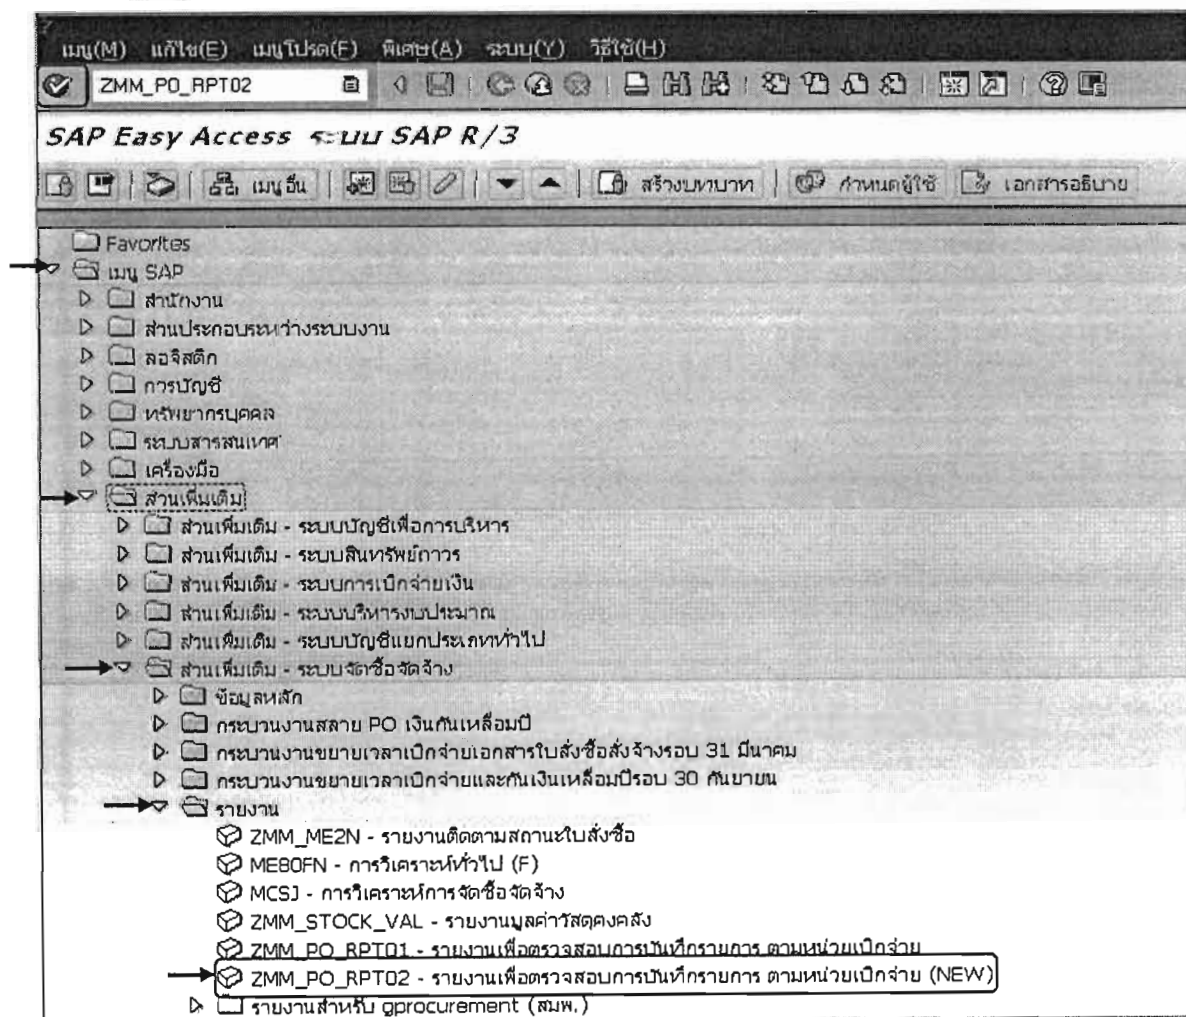 เมนู(M) แก้ไข(E) เมนูโปรด(F) พิเศษ(A) ระบบ(Y) วิธีใช้(H)
ZMM_PO_RPT02
SAP Easy Access ระบบ SAP R/3
เมนูอื่น สร้างบทบาท กำหนดผู้ใช้ เอกสารอธิบาย
Favorites
เมนู SAP
สำนักงาน
ส่วนประกอบระหว่างระบบงาน
ลอจิสติก
การบัญชี
ทรัพยากรบุคคล
ระบบสารสนเทศ
เครื่องมือ
ส่วนเพิ่มเติม
ส่วนเพิ่มเติม - ระบบบัญชีเพื่อการบริหาร
ส่วนเพิ่มเติม - ระบบสินทรัพย์ถาวร
ส่วนเพิ่มเติม - ระบบการเบิกจ่ายเงิน
ส่วนเพิ่มเติม - ระบบบริหารงบประมาณ
ส่วนเพิ่มเติม - ระบบบัญชีแยกประเภททั่วไป
ส่วนเพิ่มเติม - ระบบจัดซื้อจัดจ้าง
ข้อมูลหลัก
กระบวนงานสลาย PO เงินกันเหลื่อมปี
กระบวนงานขยายเวลาเบิกจ่ายเอกสารใบสั่งซื้อสั่งจ้างรอบ 31 มีนาคม
กระบวนงานขยายเวลาเบิกจ่ายและกันเงินเหลื่อมปีรอบ 30 กันยายน
รายงาน
ZMM_ME2N - รายงานติดตามสถานะใบสั่งซื้อ
ME80FN - การวิเคราะห์ทั่วไป (F)
MCSJ - การวิเคราะห์การจัดซื้อจัดจ้าง
ZMM_STOCK_VAL - รายงานมูลค่าวัสดุคงคลัง
ZMM_PO_RPT01 - รายงานเพื่อตรวจสอบการบันทึกรายการ ตามหน่วยเบิกจ่าย
ZMM_PO_RPT02 - รายงานเพื่อตรวจสอบการบันทึกรายการ ตามหน่วยเบิกจ่าย (NEW)
รายงานสำหรับ gprocurement (สมพ.)